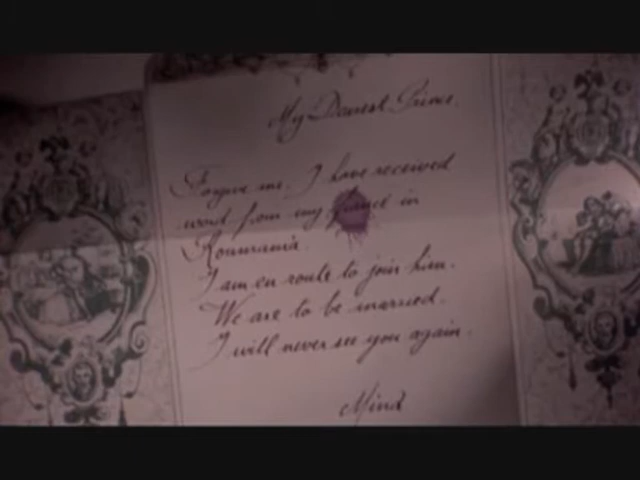 My Dearest Prince,
Forgive me. I have received
word from my fiancé in
Roumania.
I am en route to join him.
We are to be married.
I will never see you again.
Mina